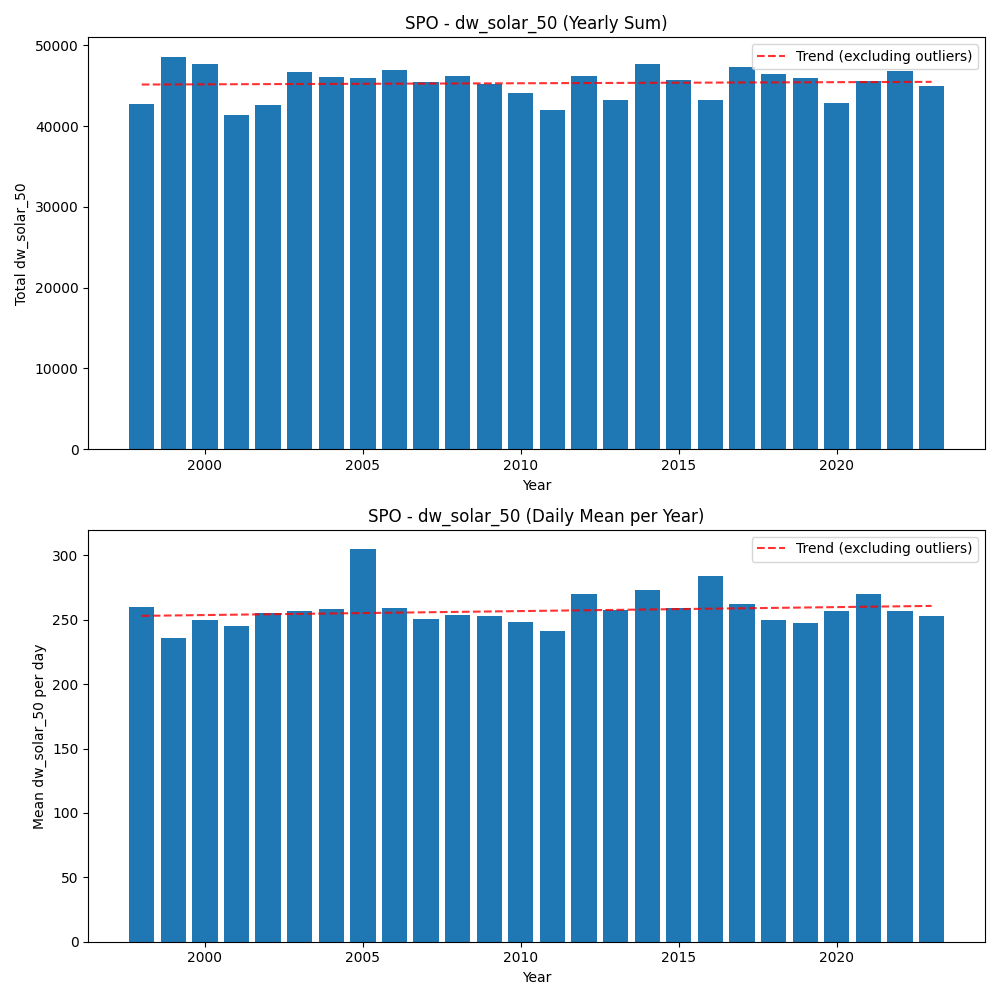 SPO - dw_solar_50 (Yearly Sum)
Trend (excluding outliers)
50000
40000
30000
20000
10000
0
Total dw_solar_50
2000 2005 2010 2015 2020
Year
SPO - dw_solar_50 (Daily Mean per Year)
Trend (excluding outliers)
300
250
200
150
100
50
0
Mean dw_solar_50 per day
2000 2005 2010 2015 2020
Year